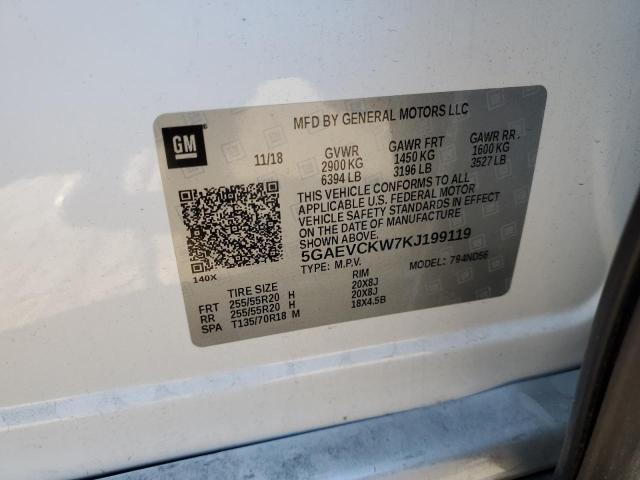 MFD BY GENERAL MOTORS LLC
GM
11/18 GVWR GAWR FRT GAWR RR
2900 KG 1450 KG 1600 KG
6394 LB 3196 LB 3527 LB
THIS VEHICLE CONFORMS TO ALL
APPLICABLE U.S. FEDERAL MOTOR
VEHICLE SAFETY STANDARDS IN EFFECT
ON THE DATE OF MANUFACTURE
SHOWN ABOVE.
5GAEVCKW7KJ199119
TYPE: M.P.V. MODEL: 794ND56
140X
TIRE SIZE RIM
FRT 255/55R20 H 20X8J
RR 255/55R20 H 20X8J
SPA T135/70R18 M 18X4.5B